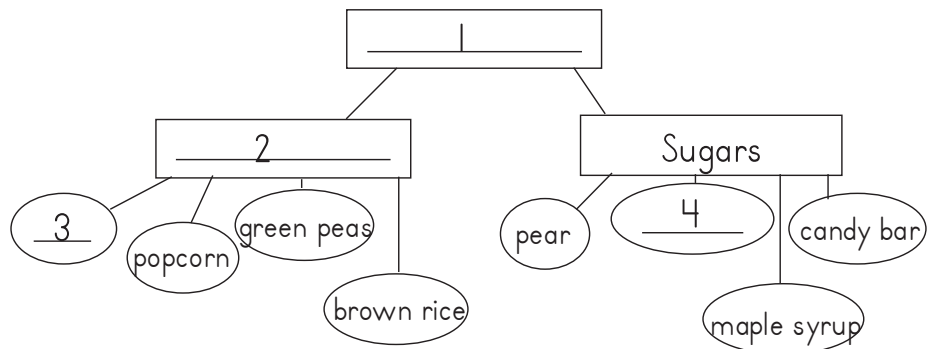 1
2
Sugars
3
popcorn
green peas
brown rice
pear
4
candy bar
maple syrup